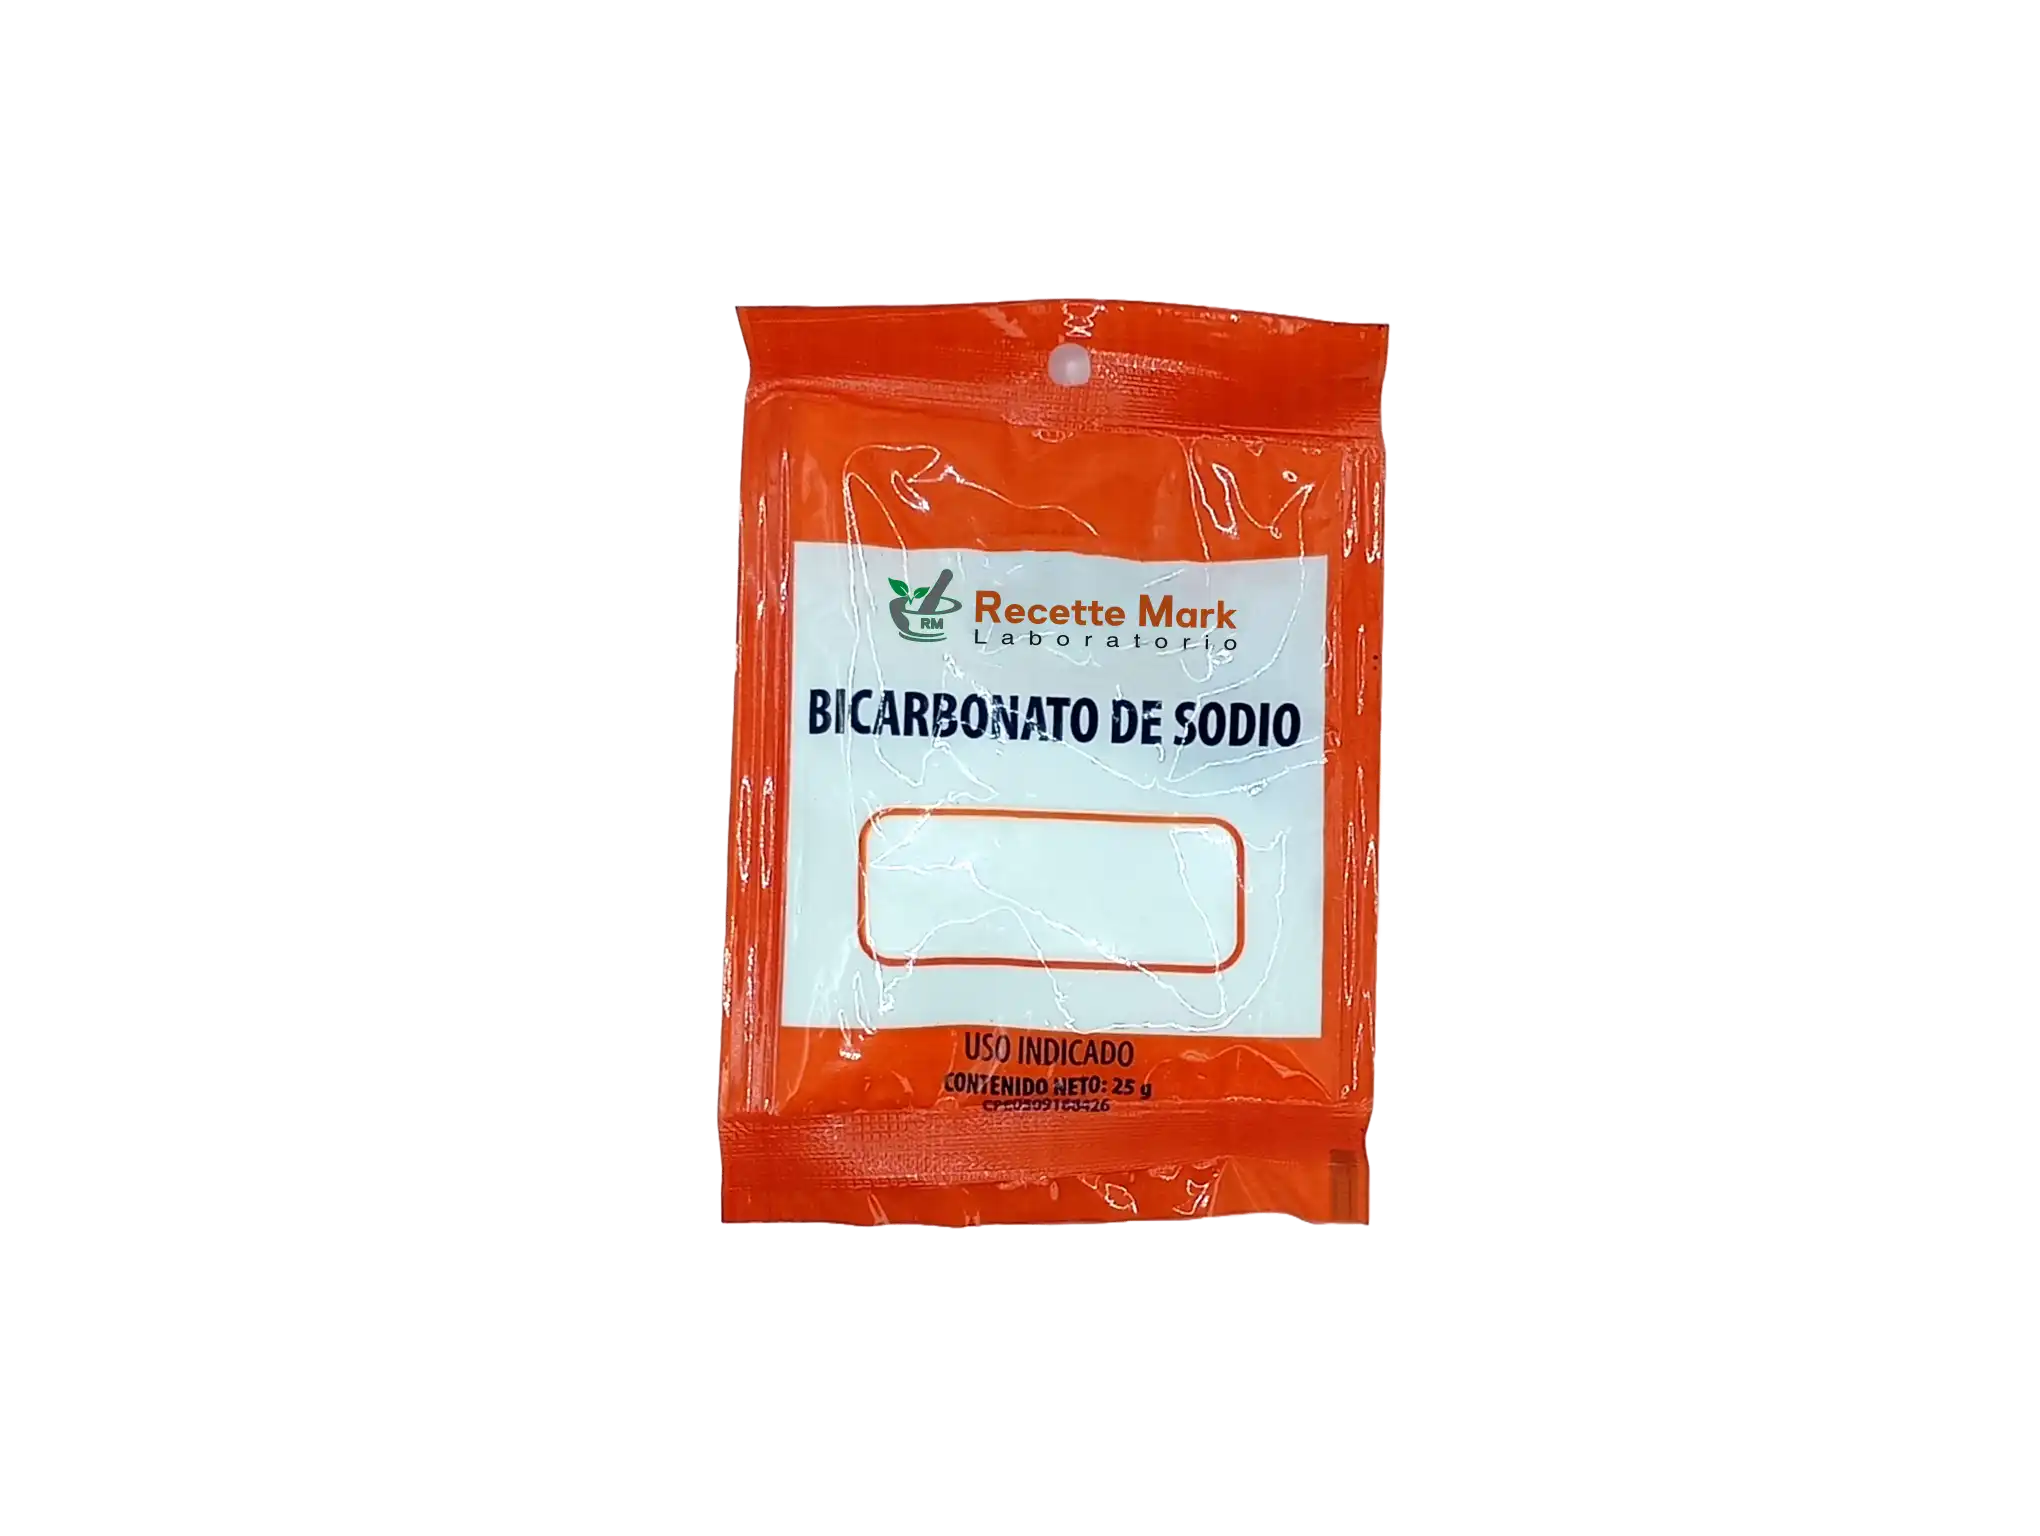 RM
Recette Mark
Laboratorio
BICARBONATO DE SODIO
USO INDICADO
CONTENIDO NETO: 25 g